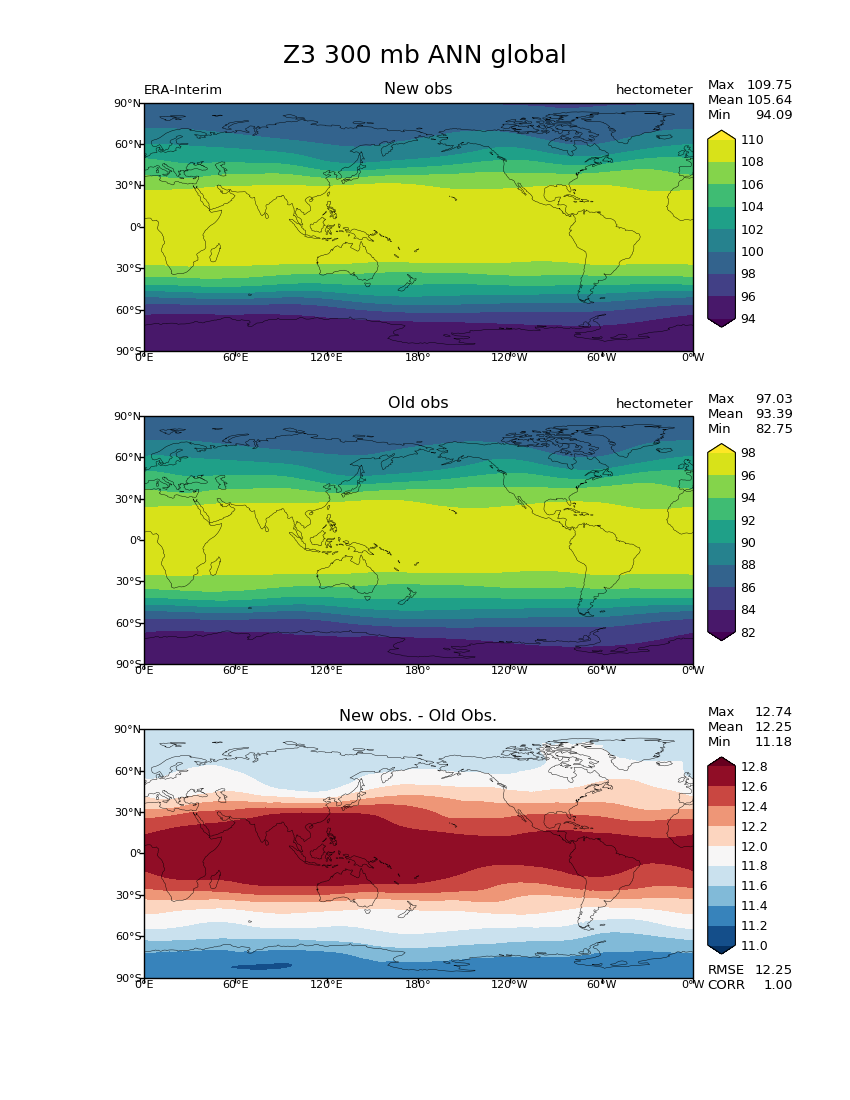 Z3 300 mb ANN global
ERA-Interim New obs hectometer
Max 109.75
Mean 105.64
Min 94.09
90°N
60°N
30°N
0°
30°S
60°S
90°S
0°E 60°E 120°E 180° 120°W 60°W 0°W
110
108
106
104
102
100
98
96
94
Old obs hectometer
Max 97.03
Mean 93.39
Min 82.75
90°N
60°N
30°N
0°
30°S
60°S
90°S
0°E 60°E 120°E 180° 120°W 60°W 0°W
98
96
94
92
90
88
86
84
82
New obs. - Old Obs.
Max 12.74
Mean 12.25
Min 11.18
90°N
60°N
30°N
0°
30°S
60°S
90°S
0°E 60°E 120°E 180° 120°W 60°W 0°W
12.8
12.6
12.4
12.2
12.0
11.8
11.6
11.4
11.2
11.0
RMSE 12.25
CORR 1.00